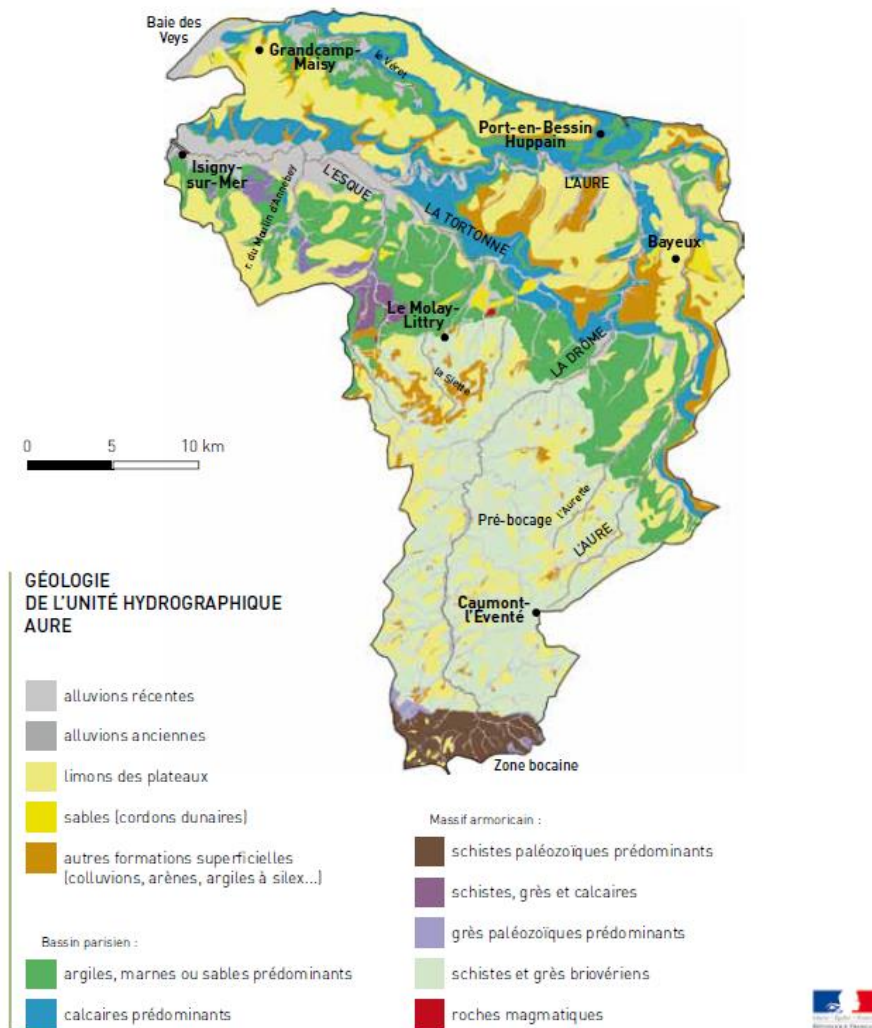 Baie des
Veys
Grandcamp-
Maisy
le Véret
Port-en-Bessin
Huppain
Isigny-
sur-Mer
r. du Moulin d'Annebey
L'ESQUE
L'AURE
LA TORTONNE
Bayeux
Le Molay-
Littry
LA DRÔME
la Siette
0 5 10 km
Pré-bocage
l'Aurette
L'AURE
Caumont-
l'Éventé
Zone bocaine
GÉOLOGIE
DE L'UNITÉ HYDROGRAPHIQUE
AURE
alluvions récentes
alluvions anciennes
limons des plateaux
sables (cordons dunaires)
autres formations superficielles
(colluvions, arènes, argiles à silex...)
Bassin parisien :
argiles, marnes ou sables prédominants
calcaires prédominants
Massif armoricain :
schistes paléozoïques prédominants
schistes, grès et calcaires
grès paléozoïques prédominants
schistes et grès briovériens
roches magmatiques
RÉPUBLIQUE FRANÇAISE